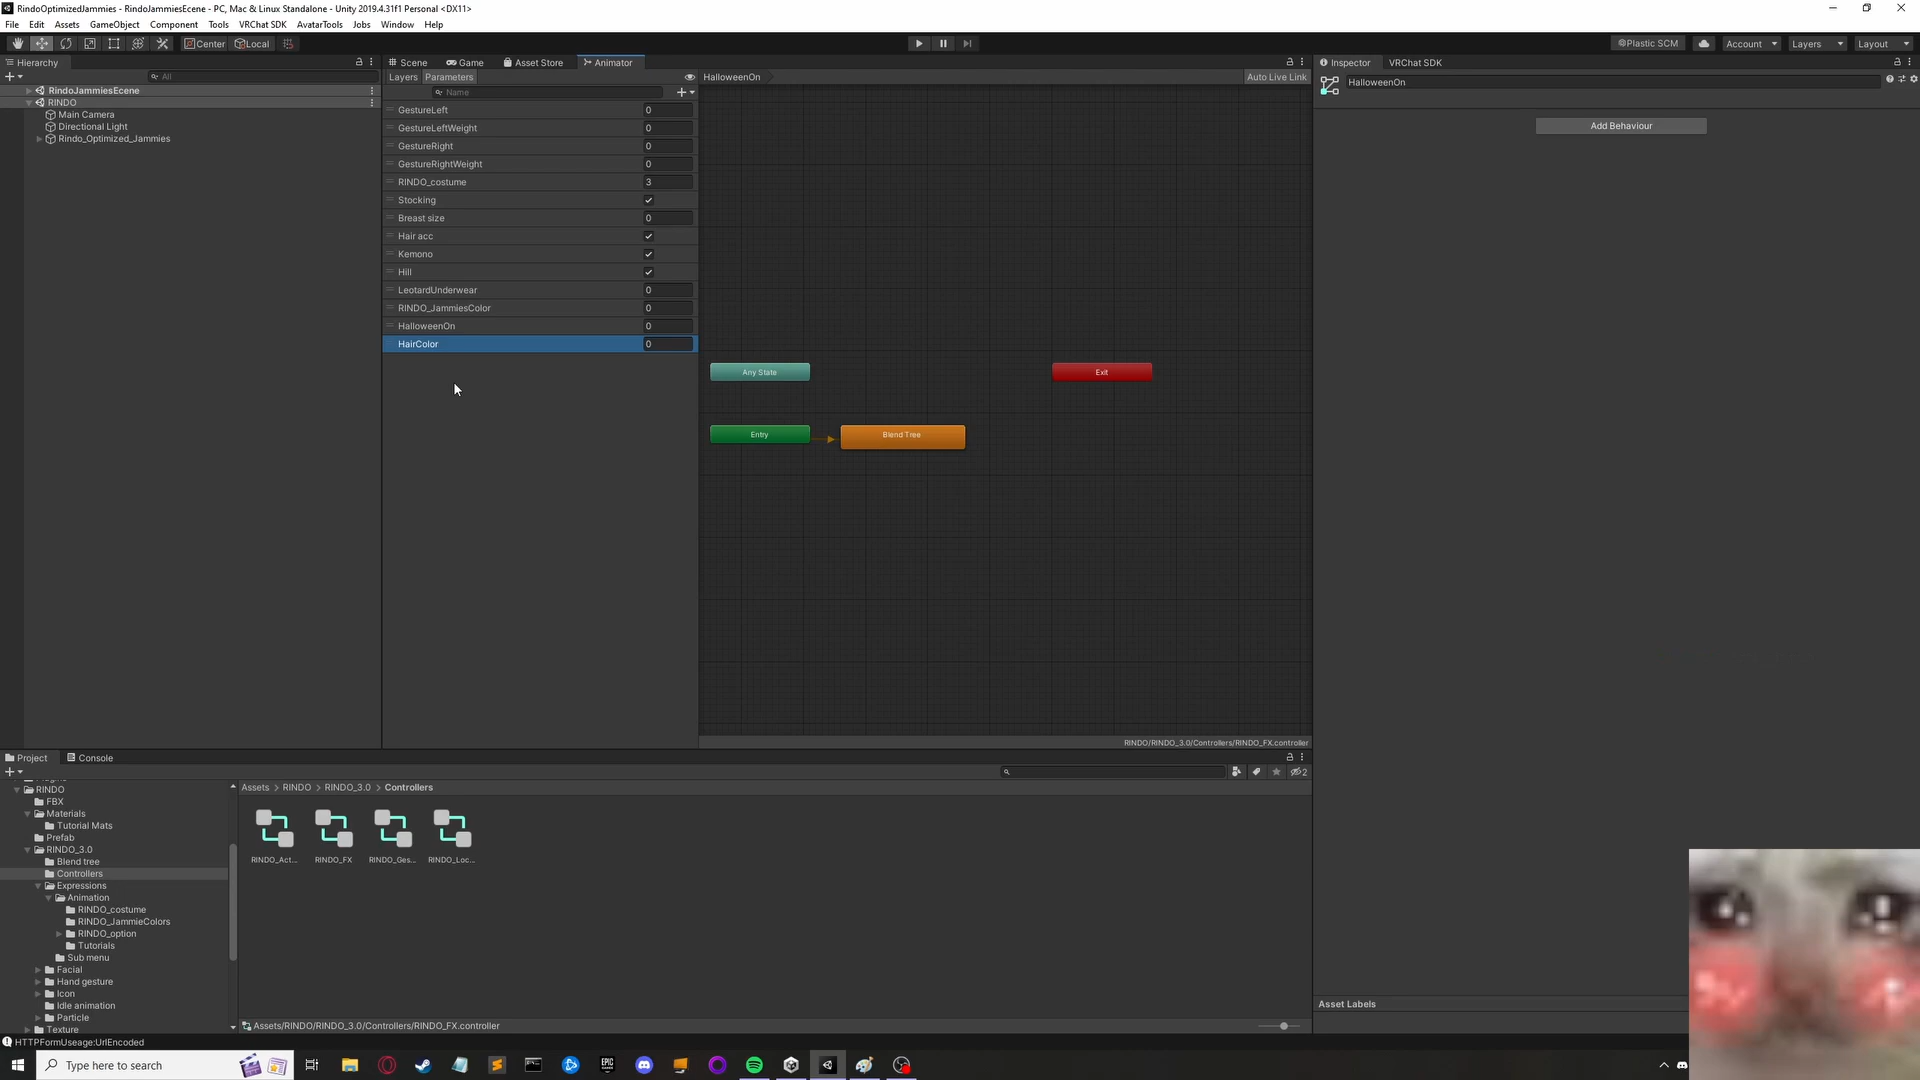 RindoOptimizedJammies - RindoJammiesEcene - PC, Mac & Linux Standalone - Unity 2019.4.31f1 Personal <DX11>
File Edit Assets GameObject Component Tools VRChat SDK AvatarTools Jobs Window Help
Center Local Plastic SCM Account Layers Layout
Hierarchy
All
RindoJammiesEcene
RINDO
Main Camera
Directional Light
Rindo_Optimized_Jammies
Scene Game Asset Store Animator
Layers Parameters HalloweenOn Auto Live Link
Name
GestureLeft 0
GestureLeftWeight 0
GestureRight 0
GestureRightWeight 0
RINDO_costume 3
Stocking
Breast size 0
Hair acc
Kemono
Hill
LeotardUnderwear 0
RINDO_JammiesColor 0
HalloweenOn 0
HairColor 0
Any State
Exit
Entry
Blend Tree
RINDO/RINDO_3.0/Controllers/RINDO_FX.controller
Inspector VRChat SDK
HalloweenOn
Add Behaviour
Asset Labels
Project Console
2
RINDO
FBX
Materials
Tutorial Mats
Prefab
RINDO_3.0
Blend tree
Controllers
Expressions
Animation
RINDO_costume
RINDO_JammieColors
RINDO_option
Tutorials
Sub menu
Facial
Hand gesture
Icon
Idle animation
Particle
Texture
Assets > RINDO > RINDO_3.0 > Controllers
RINDO_Act... RINDO_FX RINDO_Ges... RINDO_Loc...
Assets/RINDO/RINDO_3.0/Controllers/RINDO_FX.controller
HTTPFormUseage:UrlEncoded
Type here to search
EPIC